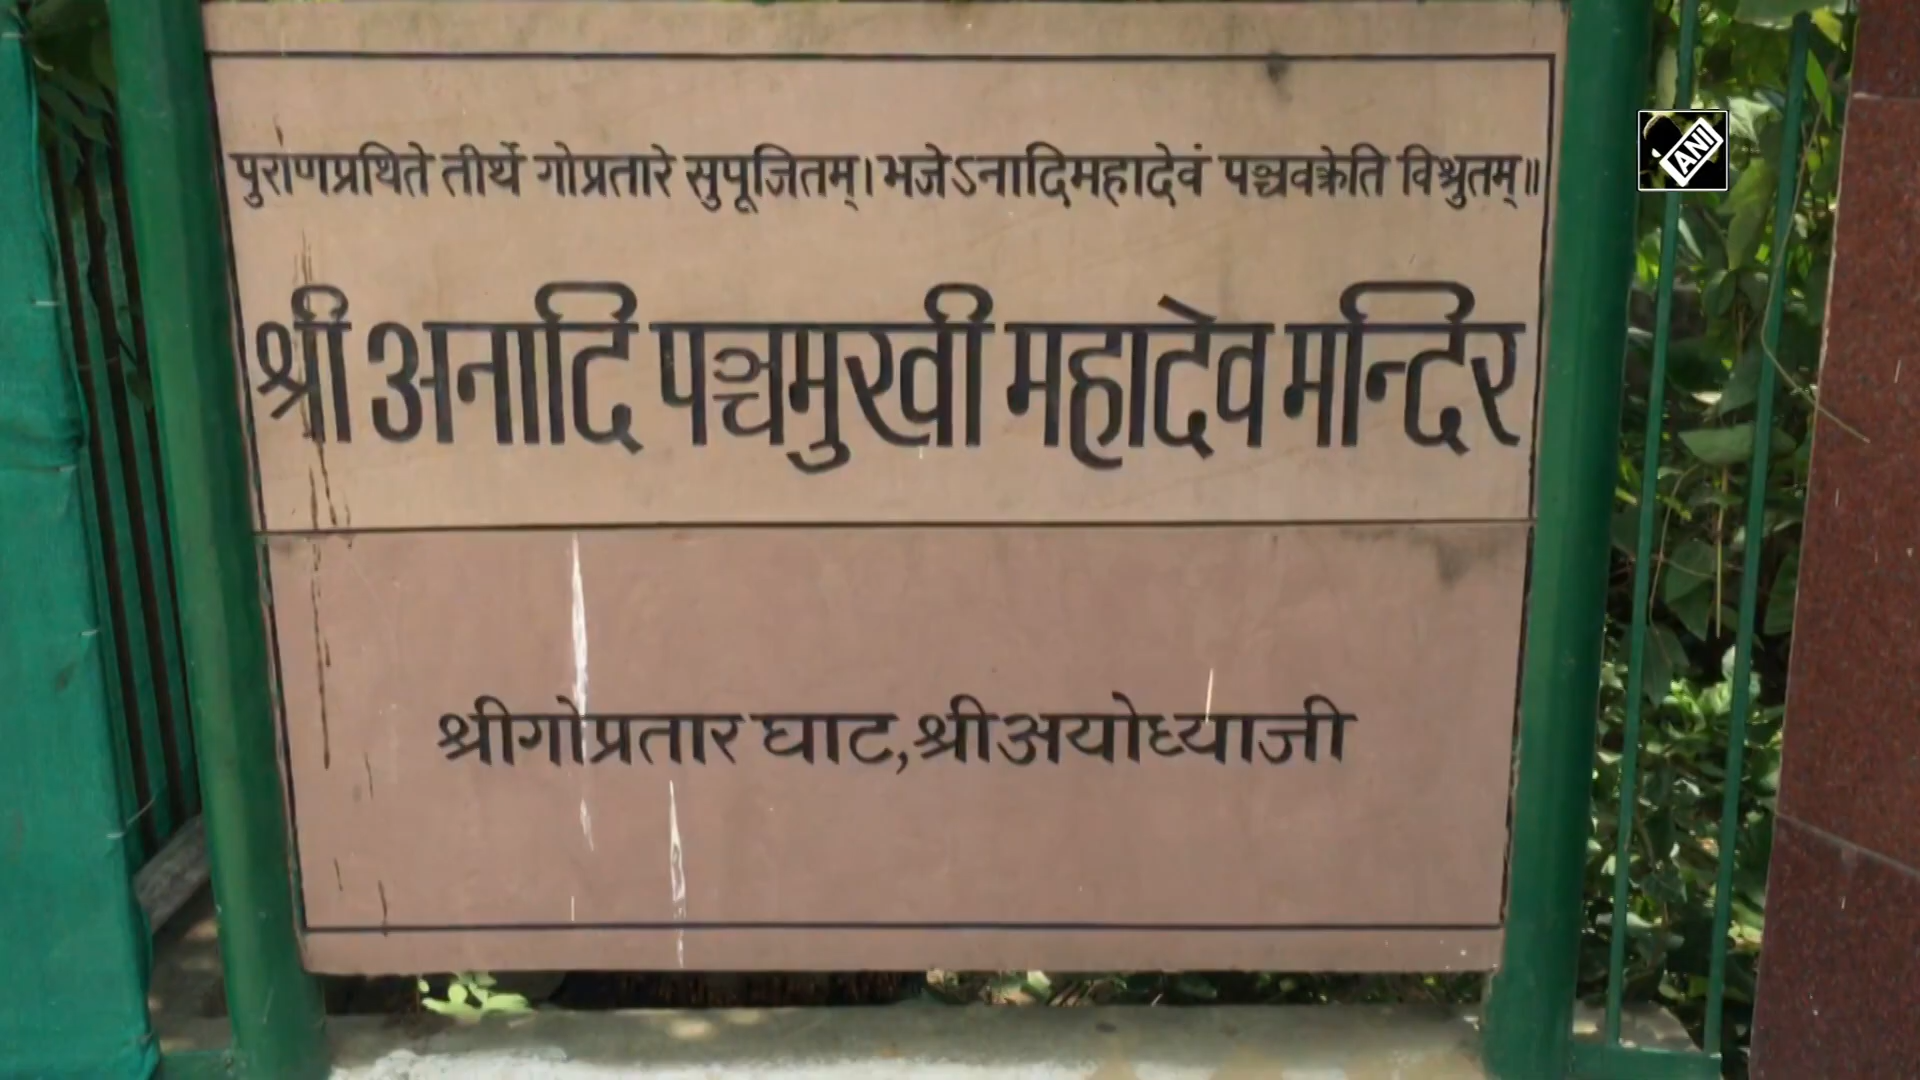 पुराणप्रथिते तीर्थे गोप्रतारे सुपूजितम्।भजेऽनादिमहादेवं पञ्चवक्रेति विश्रुतम्॥
श्री अनादि पञ्चमुखी महादेव मन्दिर
श्रीगोप्रतार घाट,श्रीअयोध्याजी
ANI